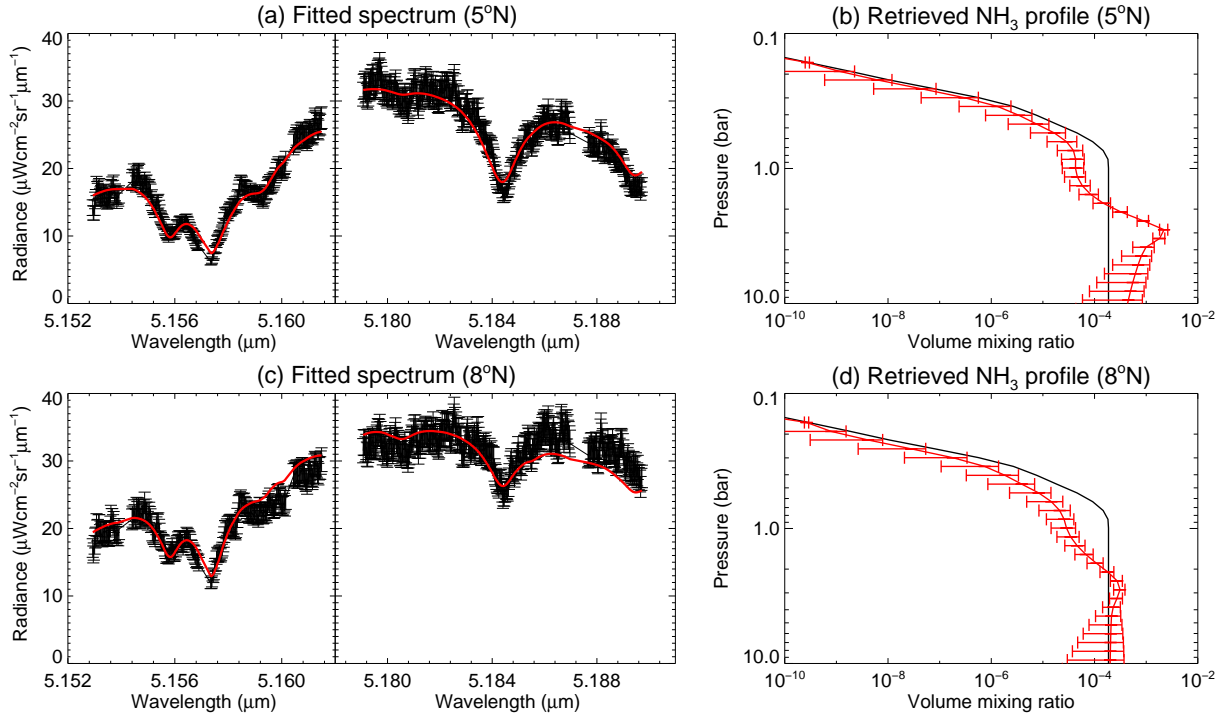 (a) Fitted spectrum (5°N)
(b) Retrieved NH₃ profile (5°N)
Radiance (μWcm⁻²sr⁻¹μm⁻¹)
40
30
20
10
0
5.152 5.156 5.160 5.180 5.184 5.188
Wavelength (μm) Wavelength (μm)
Pressure (bar)
0.1
1.0
10.0
10⁻¹⁰ 10⁻⁸ 10⁻⁶ 10⁻⁴ 10⁻²
Volume mixing ratio
(c) Fitted spectrum (8°N)
(d) Retrieved NH₃ profile (8°N)
Radiance (μWcm⁻²sr⁻¹μm⁻¹)
40
30
20
10
0
5.152 5.156 5.160 5.180 5.184 5.188
Wavelength (μm) Wavelength (μm)
Pressure (bar)
0.1
1.0
10.0
10⁻¹⁰ 10⁻⁸ 10⁻⁶ 10⁻⁴ 10⁻²
Volume mixing ratio